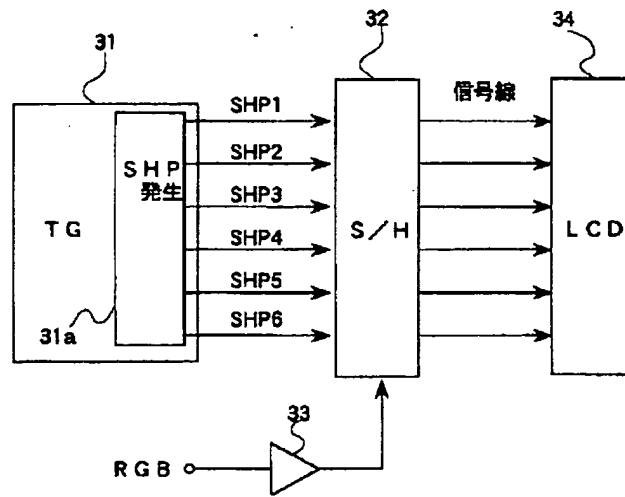 31
32
34
SHP1
信号線
SHP2
SHP
発生
SHP3
TG
S/H
LCD
SHP4
SHP5
31a
SHP6
33
RGB